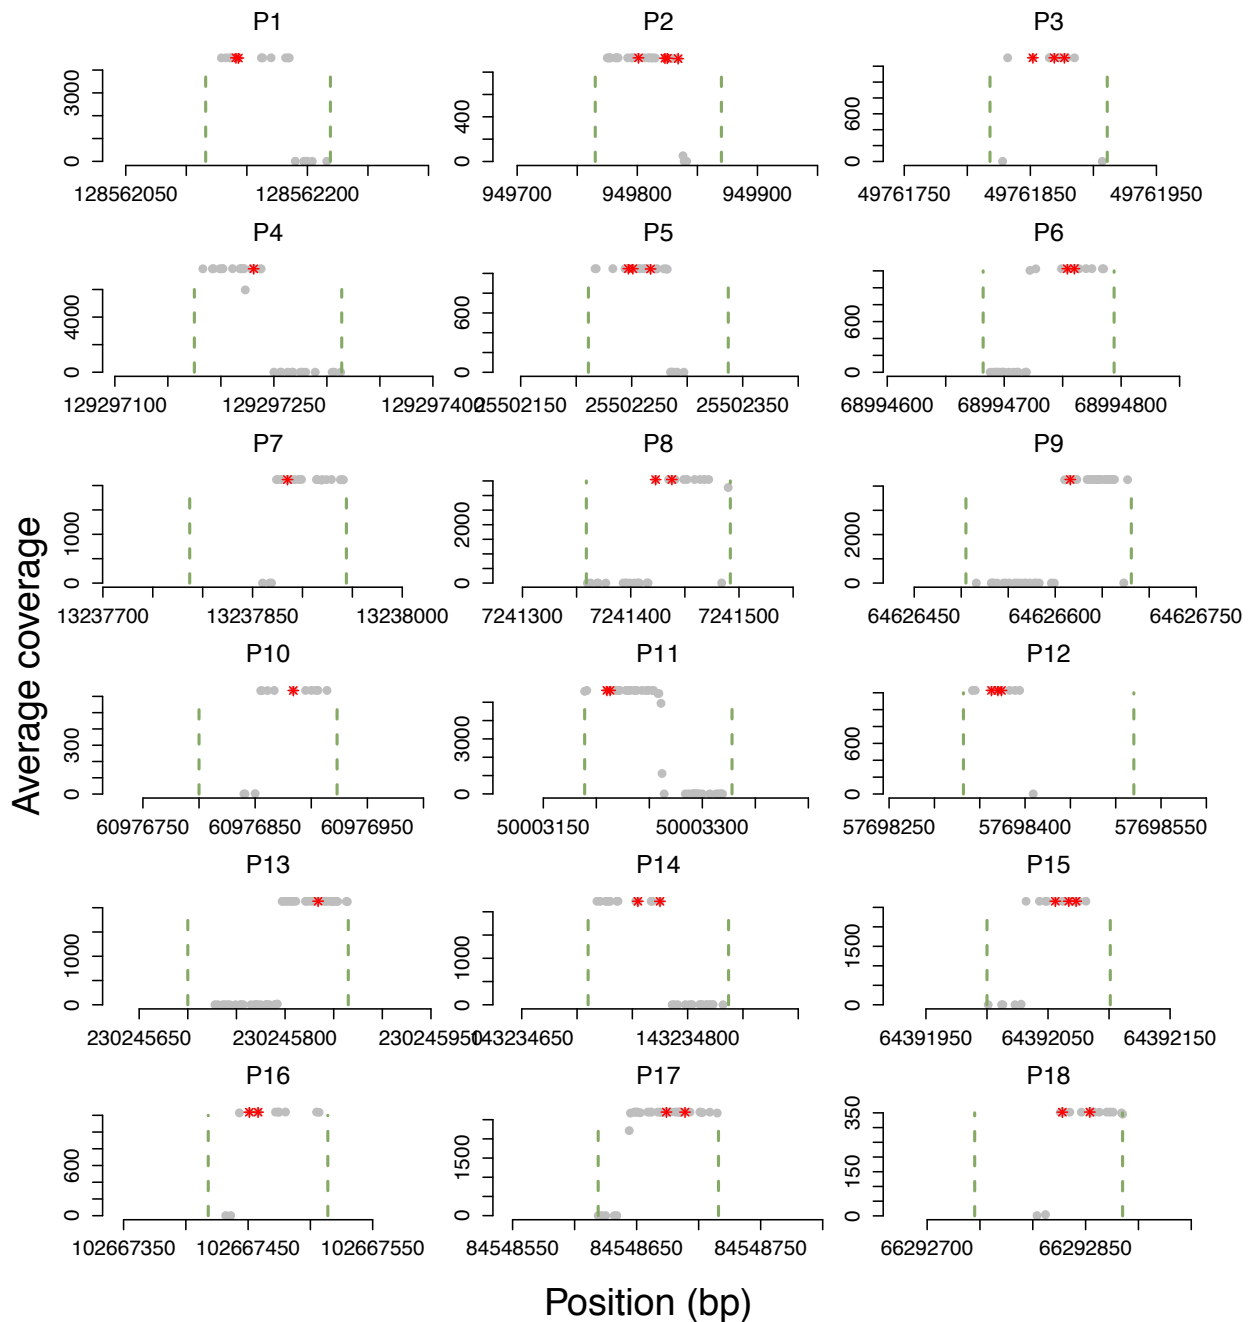 P1 P2 P3
0 3000
128562050 128562200
0 400
949700 949800 949900
0 600
49761750 49761850 49761950
P4 P5 P6
0 4000
129297100 129297250 129297400
0 600
25502150 25502250 25502350
0 600
68994600 68994700 68994800
P7 P8 P9
0 1000
13237700 13237850 13238000
0 2000
7241300 7241400 7241500
0 2000
64626450 64626600 64626750
Average coverage
P10 P11 P12
0 300
60976750 60976850 60976950
0 3000
50003150 50003300
0 600
57698250 57698400 57698550
P13 P14 P15
0 1000
230245650 230245800 230245950
0 1000
143234650 143234800
0 1500
64391950 64392050 64392150
P16 P17 P18
0 600
102667350 102667450 102667550
0 1500
84548550 84548650 84548750
0 150 350
66292700 66292850
Position (bp)